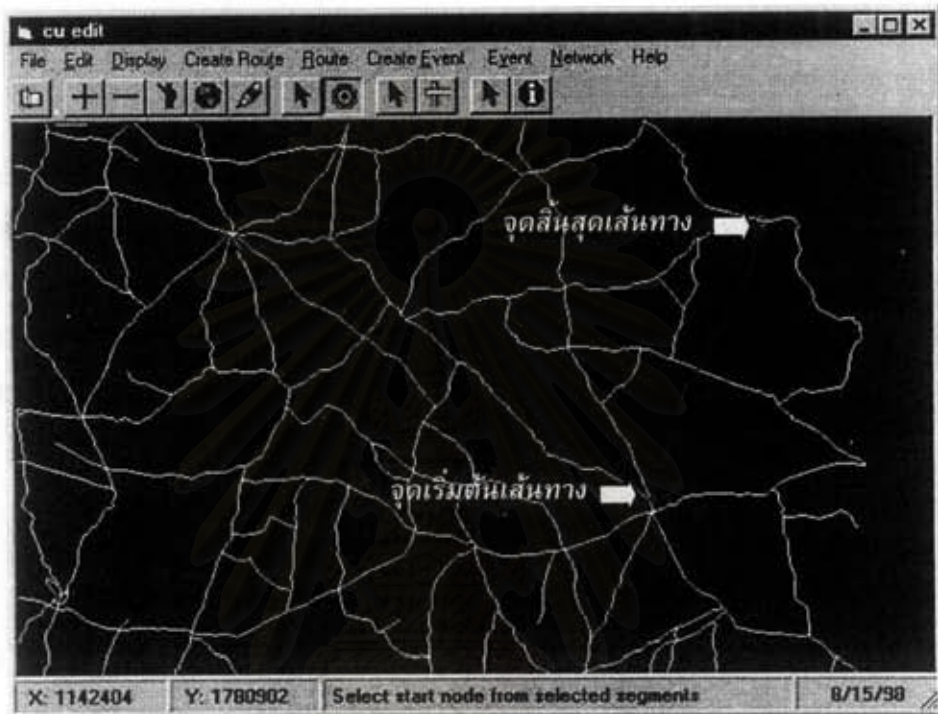 cu edit
File Edit Display Create Route Route Create Event Event Network Help
จุดสิ้นสุดเส้นทาง
จุดเริ่มต้นเส้นทาง
X: 1142404 Y: 1780902 Select start node from selected segments 8/15/98